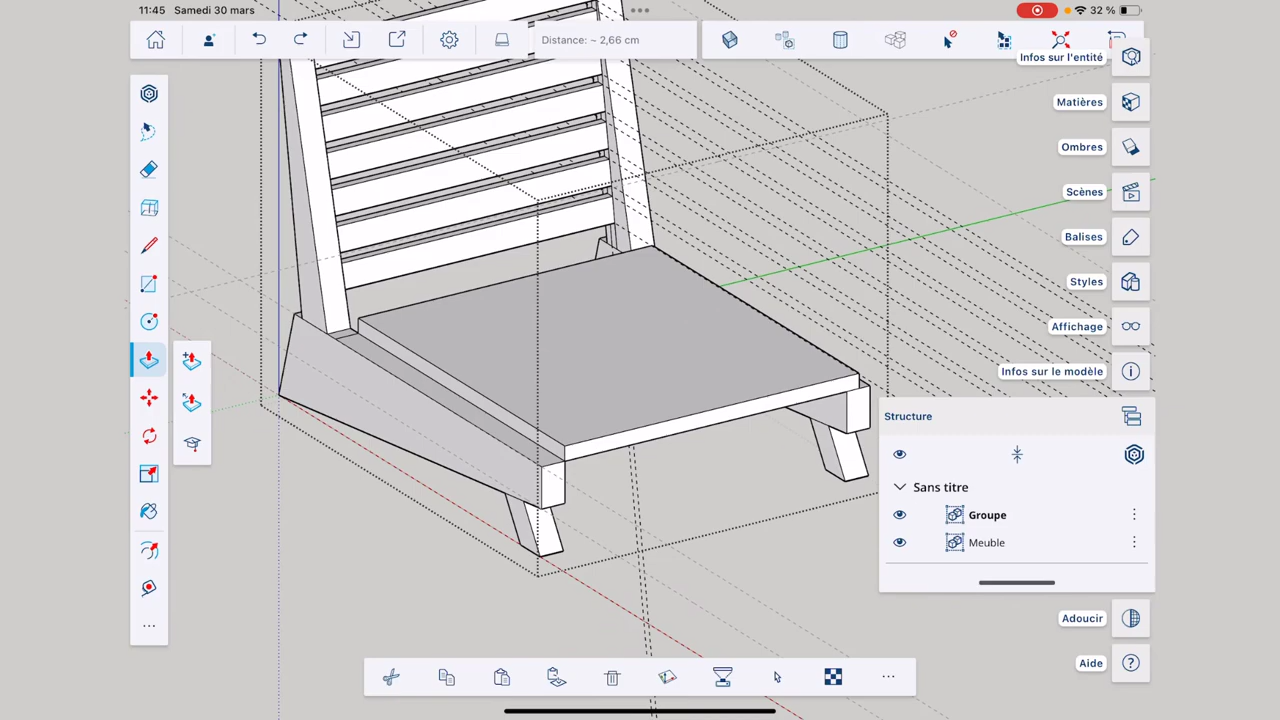 11:45 Samedi 30 mars
32 %
Distance: ~ 2,66 cm
Infos sur l'entité
Matières
Ombres
Scènes
Balises
Styles
Affichage
Infos sur le modèle
Structure
Sans titre
Groupe
Meuble
Adoucir
Aide